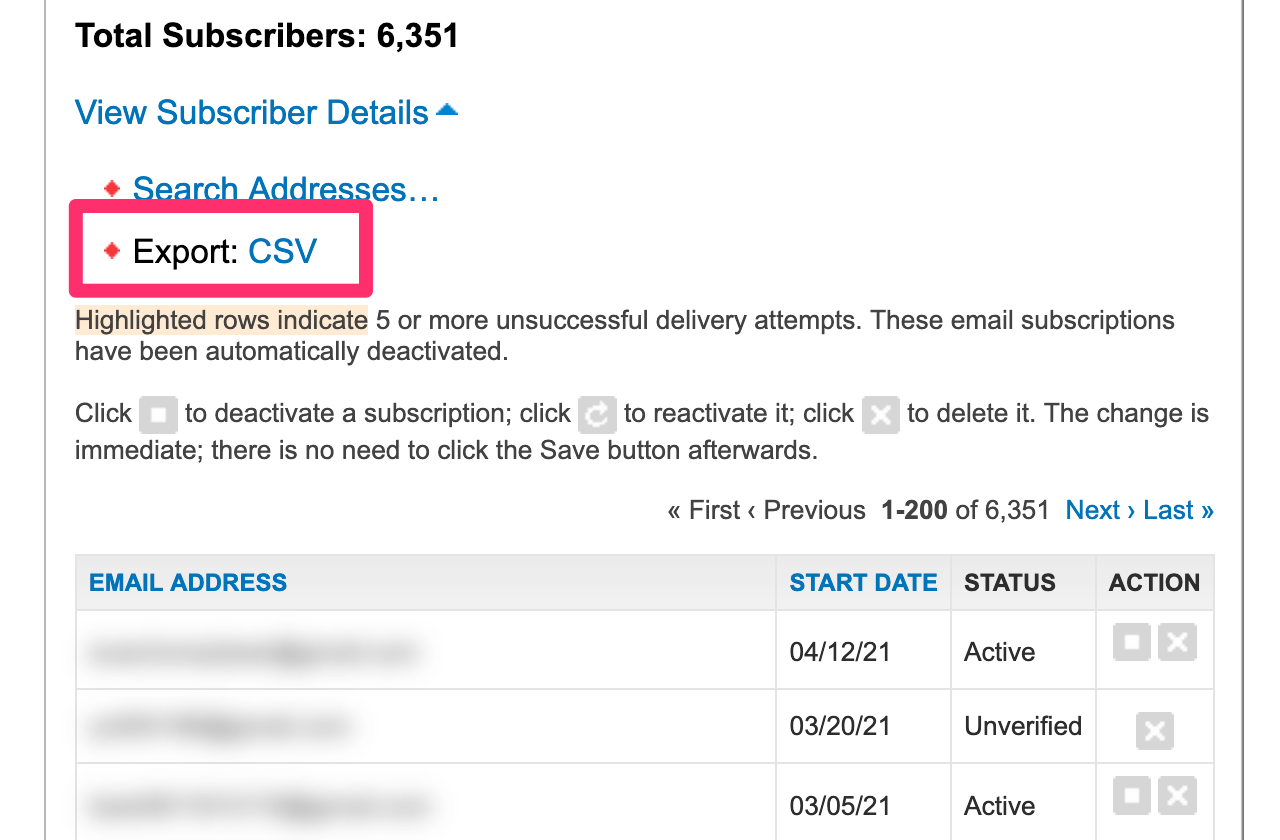 Total Subscribers: 6,351
View Subscriber Details
Search Addresses…
Export: CSV
Highlighted rows indicate 5 or more unsuccessful delivery attempts. These email subscriptions
have been automatically deactivated.
Click to deactivate a subscription; click to reactivate it; click to delete it. The change is
immediate; there is no need to click the Save button afterwards.
« First ‹ Previous 1-200 of 6,351 Next › Last »
EMAIL ADDRESS START DATE STATUS ACTION
04/12/21 Active
03/20/21 Unverified
03/05/21 Active